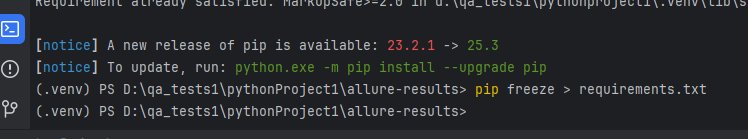 Requirement already satisfied: MarkupSafe>=2.0 in d:\qa_tests1\pythonproject1\.venv\lib\s
[notice] A new release of pip is available: 23.2.1 -> 25.3
[notice] To update, run: python.exe -m pip install --upgrade pip
(.venv) PS D:\qa_tests1\pythonProject1\allure-results> pip freeze > requirements.txt
(.venv) PS D:\qa_tests1\pythonProject1\allure-results>